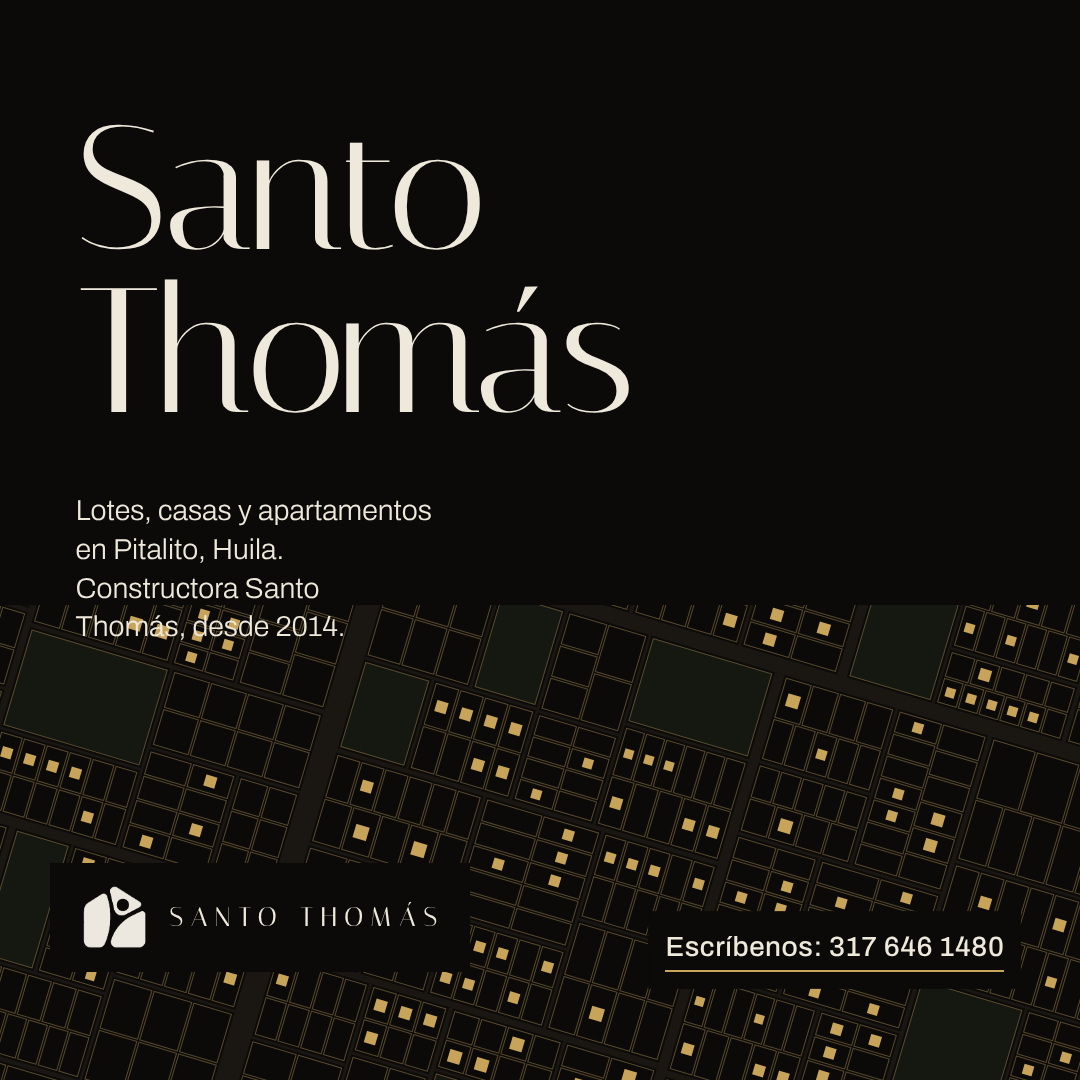 Santo
Thomás
Lotes, casas y apartamentos
en Pitalito, Huila.
Constructora Santo
Thomás, desde 2014.
SANTO THOMÁS
Escríbenos: 317 646 1480